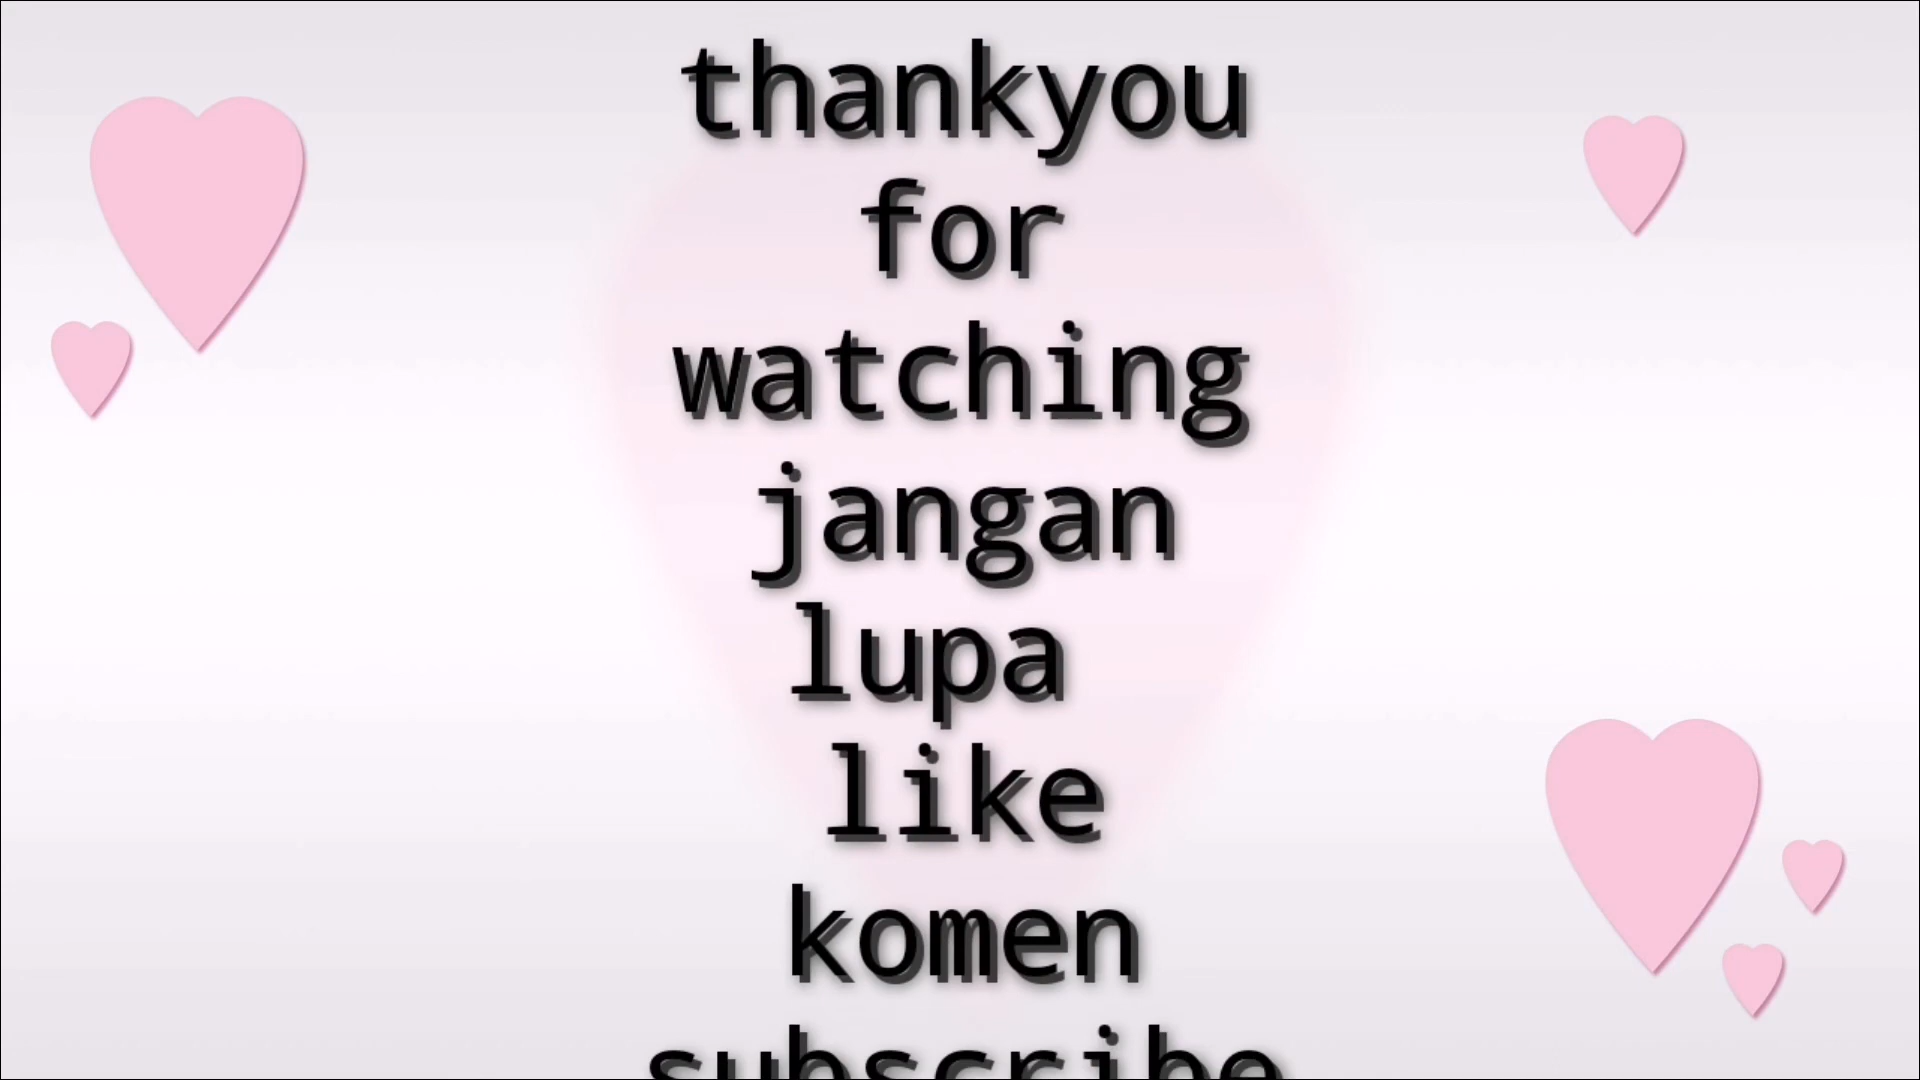 thankyou
for
watching
jangan
lupa
like
komen
subscribe